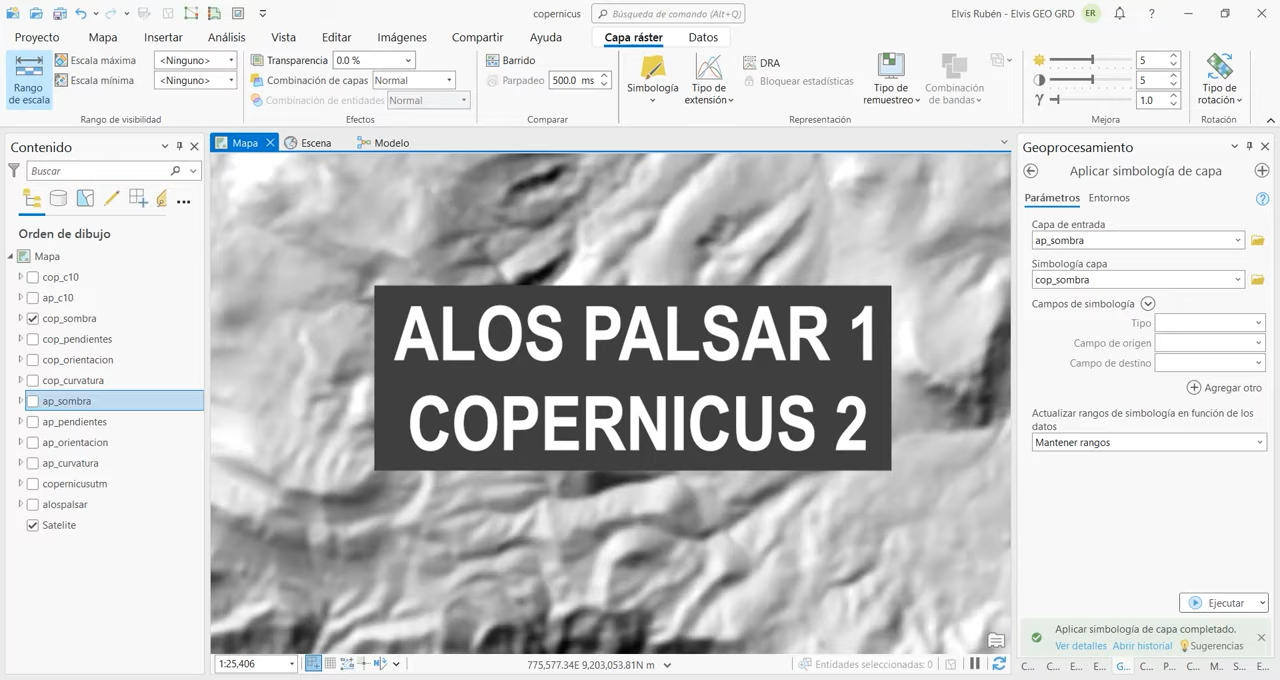 copernicus
Búsqueda de comando (Alt+Q)
Elvis Rubén - Elvis GEO GRD
ER
?
Proyecto
Mapa
Insertar
Análisis
Vista
Editar
Imágenes
Compartir
Ayuda
Capa ráster
Datos
Rango
de escala
Escala máxima
<Ninguno>
Escala mínima
<Ninguno>
Rango de visibilidad
Transparencia
0.0 %
Combinación de capas
Normal
Combinación de entidades
Normal
Efectos
Barrido
Parpadeo
500.0 ms
Comparar
Simbología
Tipo de
extensión
DRA
Bloquear estadísticas
Tipo de
remuestreo
Combinación
de bandas
Representación
5
5
γ
1.0
Mejora
Tipo de
rotación
Rotación
Contenido
Buscar
Orden de dibujo
Mapa
cop_c10
ap_c10
cop_sombra
cop_pendientes
cop_orientacion
cop_curvatura
ap_sombra
ap_pendientes
ap_orientacion
ap_curvatura
copernicusutm
alospalsar
Satelite
Mapa
Escena
Modelo
ALOS PALSAR 1
COPERNICUS 2
1:25,406
775,577.34E 9,203,053.81N m
Entidades seleccionadas: 0
Geoprocesamiento
Aplicar simbología de capa
Parámetros
Entornos
?
Capa de entrada
ap_sombra
Simbología capa
cop_sombra
Campos de simbología
Tipo
Campo de origen
Campo de destino
Agregar otro
Actualizar rangos de simbología en función de los
datos
Mantener rangos
Ejecutar
Aplicar simbología de capa completado.
Ver detalles
Abrir historial
Sugerencias
C...
C...
E...
E...
G...
C...
P...
C...
M...
S...
E...